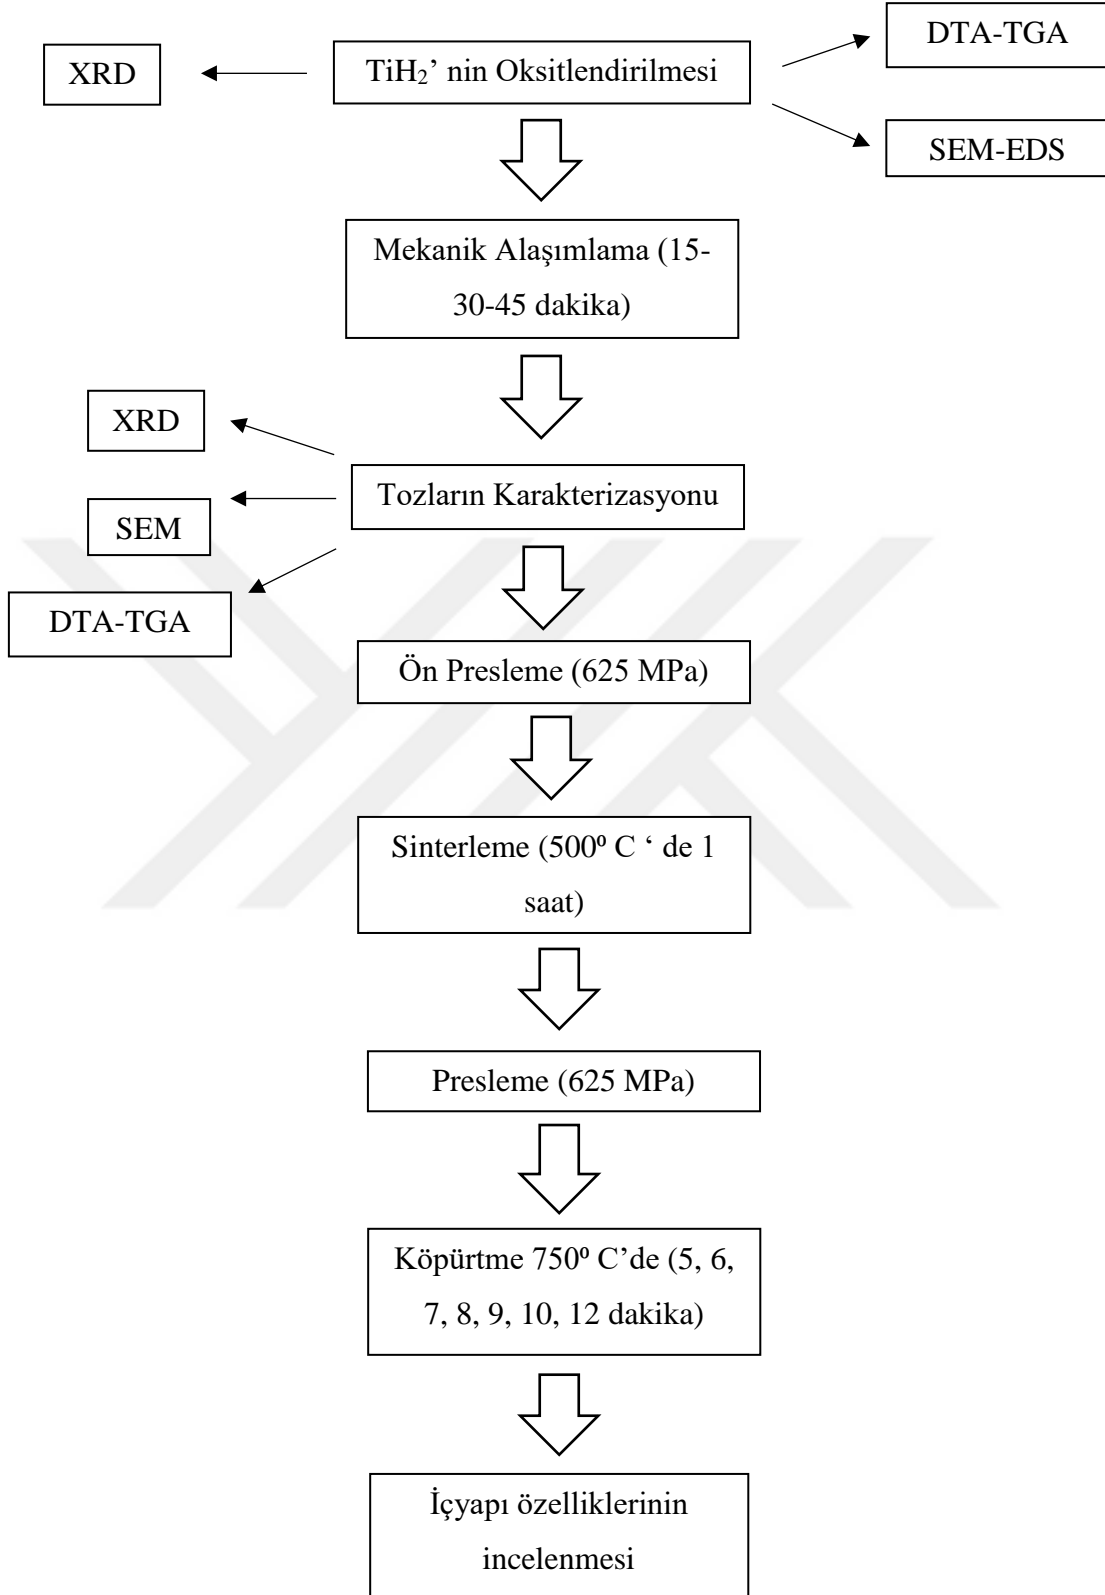 DTA-TGA
XRD
TiH₂’ nin Oksitlendirilmesi
SEM-EDS
Mekanik Alaşımlama (15-
30-45 dakika)
XRD
Tozların Karakterizasyonu
SEM
DTA-TGA
Ön Presleme (625 MPa)
Sinterleme (500⁰ C ‘ de 1
saat)
Presleme (625 MPa)
Köpürtme 750⁰ C’de (5, 6,
7, 8, 9, 10, 12 dakika)
İçyapı özelliklerinin
incelenmesi